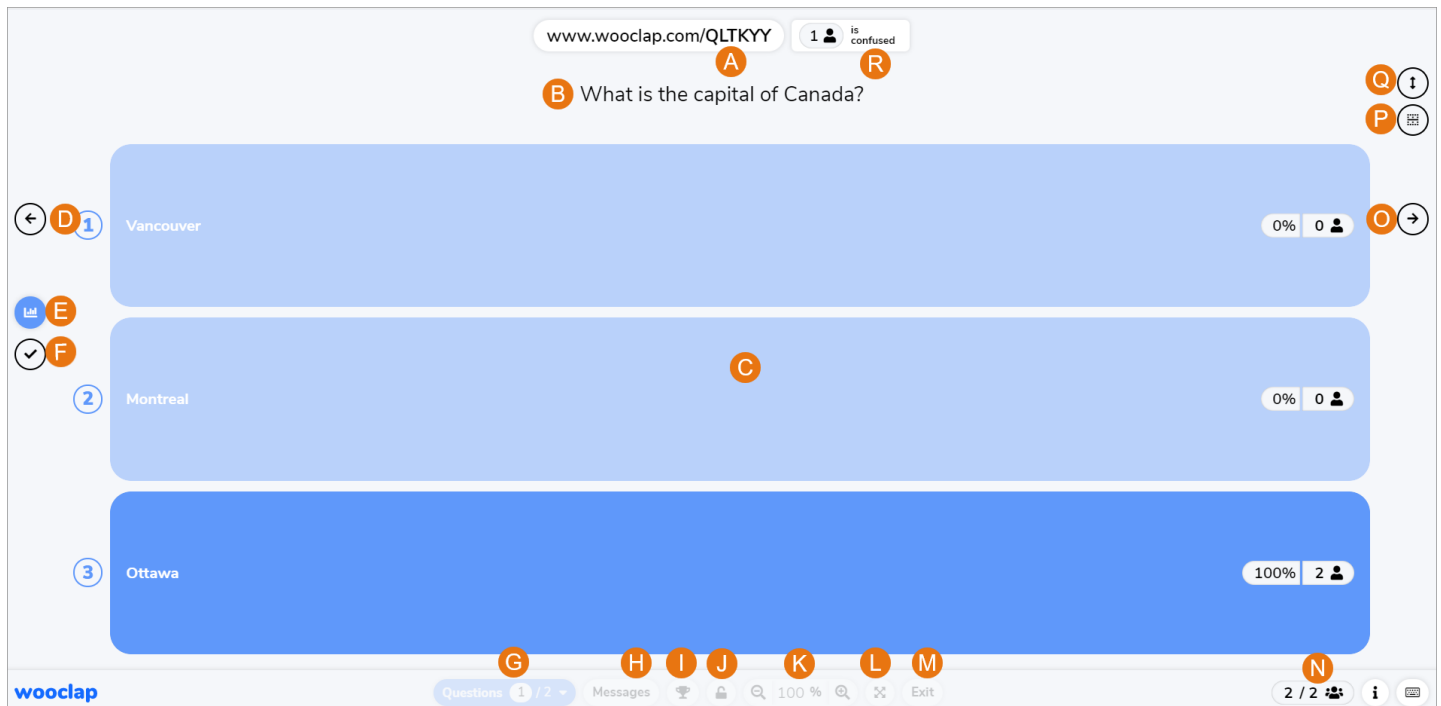 www.wooclap.com/QLTKYY
1
is
confused
A
R
B What is the capital of Canada?
Q
P
D
1 Vancouver 0% 0
O
E
F
C
2 Montreal 0% 0
3 Ottawa 100% 2
G H I J K L M N
wooclap Questions 1 / 2 Messages 100 % Exit 2 / 2 i